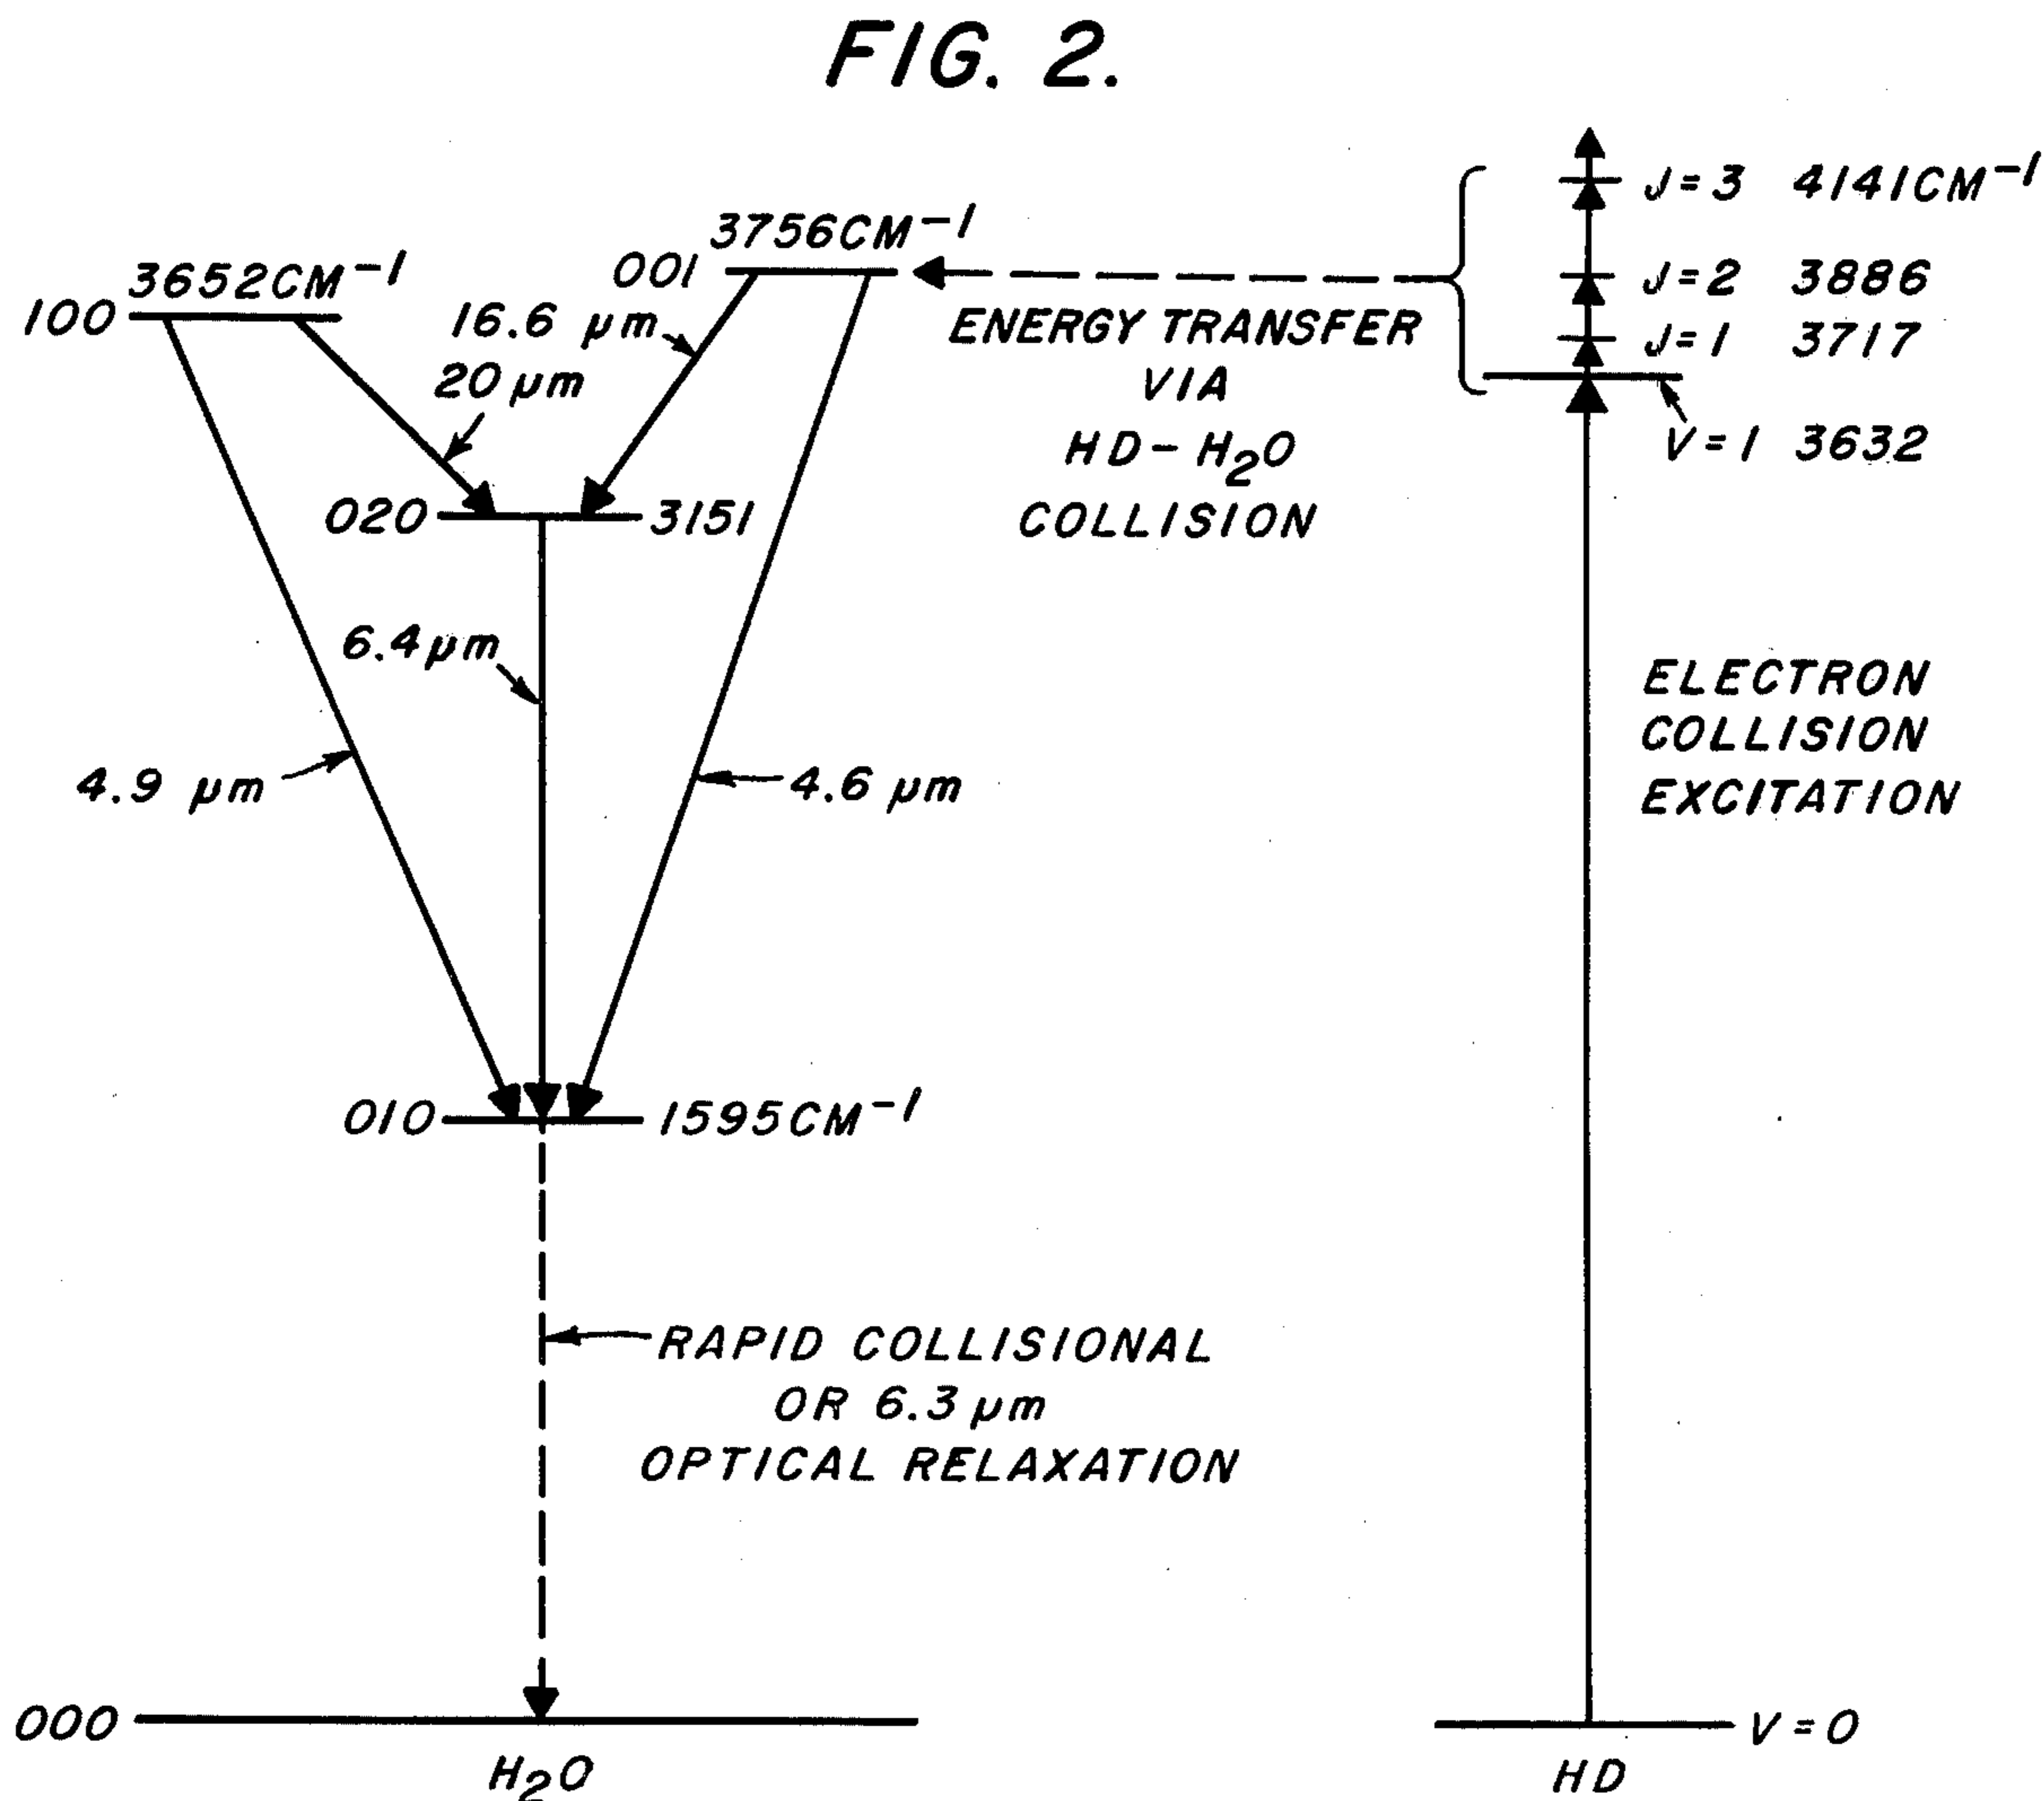 FIG. 2.
J=3 4141CM⁻¹
3756CM⁻¹
001
3652CM⁻¹
100
J=2 3886
16.6 μm
ENERGY TRANSFER
J=1 3717
20 μm
VIA
HD-H₂O
V=1 3632
020
3151
COLLISION
6.4μm
ELECTRON
COLLISION
EXCITATION
4.9 μm
4.6 μm
010
1595CM⁻¹
RAPID COLLISIONAL
OR 6.3 μm
OPTICAL RELAXATION
000
V=0
H₂O
HD